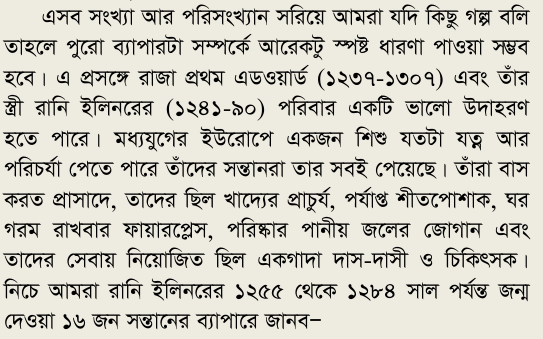 এসব সংখ্যা আর পরিসংখ্যান সরিয়ে আমরা যদি কিছু গল্প বলি
তাহলে পুরো ব্যাপারটা সম্পর্কে আরেকটু স্পষ্ট ধারণা পাওয়া সম্ভব
হবে। এ প্রসঙ্গে রাজা প্রথম এডওয়ার্ড (১২৩৭-১৩০৭) এবং তাঁর
স্ত্রী রানি ইলিনরের (১২৪১-৯০) পরিবার একটি ভালো উদাহরণ
হতে পারে। মধ্যযুগের ইউরোপে একজন শিশু যতটা যত্ন আর
পরিচর্যা পেতে পারে তাঁদের সন্তানরা তার সবই পেয়েছে। তাঁরা বাস
করত প্রাসাদে, তাদের ছিল খাদ্যের প্রাচুর্য, পর্যাপ্ত শীতপোশাক, ঘর
গরম রাখবার ফায়ারপ্লেস, পরিষ্কার পানীয় জলের জোগান এবং
তাদের সেবায় নিয়োজিত ছিল একগাদা দাস-দাসী ও চিকিৎসক।
নিচে আমরা রানি ইলিনরের ১২৫৫ থেকে ১২৮৪ সাল পর্যন্ত জন্ম
দেওয়া ১৬ জন সন্তানের ব্যাপারে জানব–